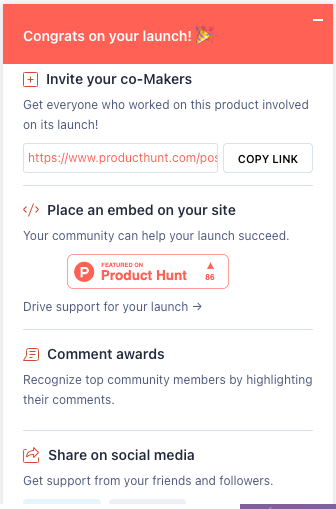 Congrats on your launch! 🎉
Invite your co-Makers
Get everyone who worked on this product involved
on its launch!
https://www.producthunt.com/pos
COPY LINK
Place an embed on your site
Your community can help your launch succeed.
P
FEATURED ON
Product Hunt
86
Drive support for your launch →
Comment awards
Recognize top community members by highlighting
their comments.
Share on social media
Get support from your friends and followers.